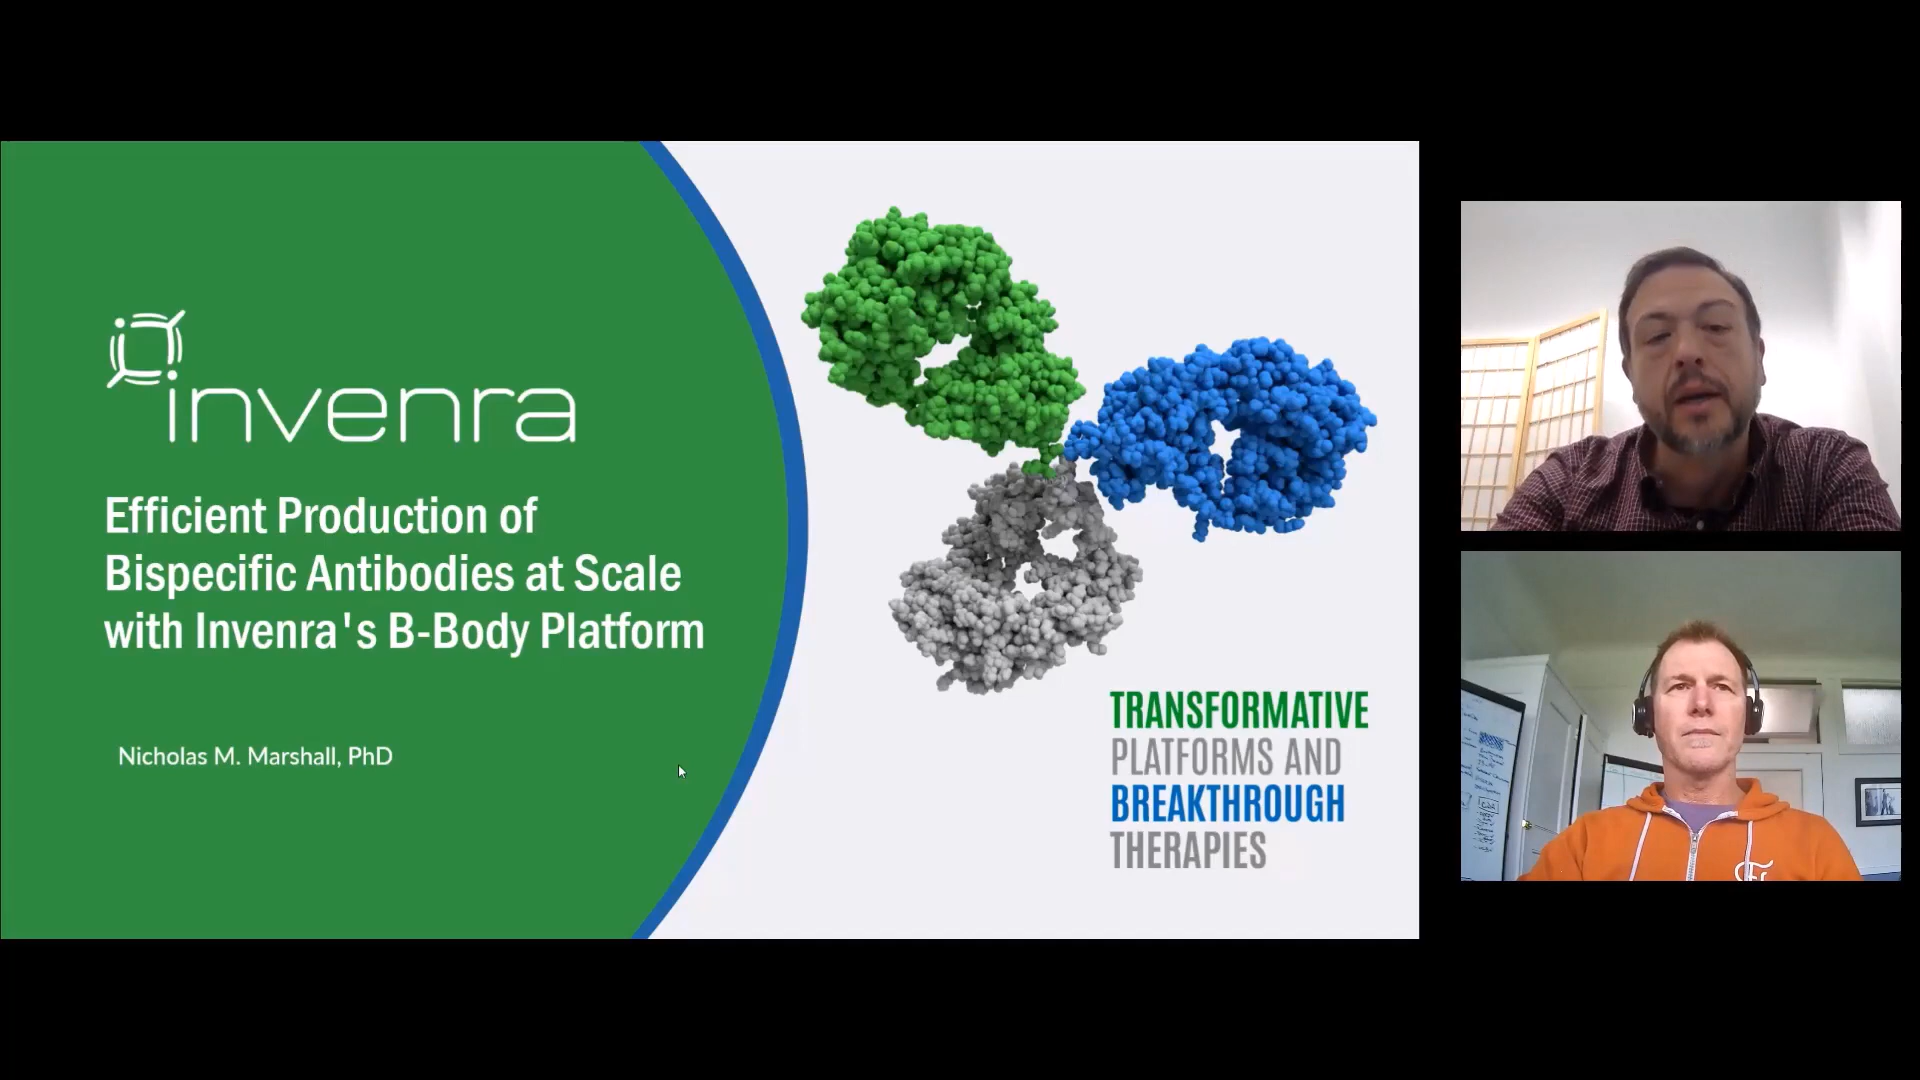 invenra
Efficient Production of
Bispecific Antibodies at Scale
with Invenra's B-Body Platform
Nicholas M. Marshall, PhD
TRANSFORMATIVE
PLATFORMS AND
BREAKTHROUGH
THERAPIES